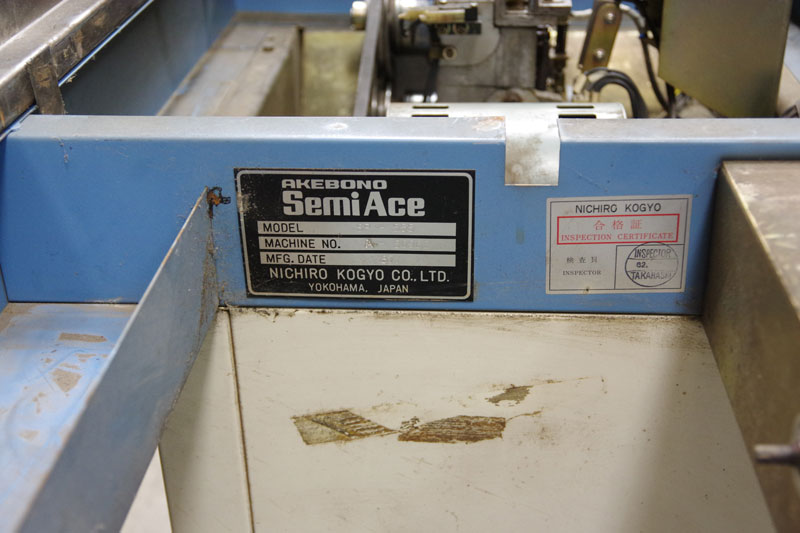 AKEBONO
SemiAce
MODEL
MACHINE NO.
MFG. DATE
NICHIRO KOGYO CO., LTD.
YOKOHAMA, JAPAN
NICHIRO KOGYO
合格証
INSPECTION CERTIFICATE
検査員
INSPECTOR
INSPECTOR
82.
TAKAHASHI